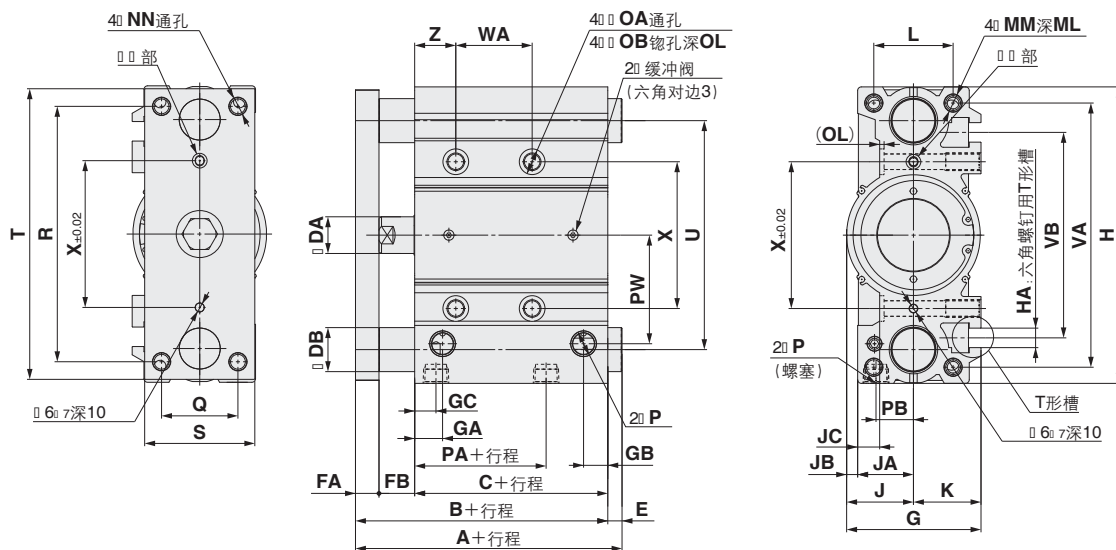 4▯ NN通孔
▯▯部
T
R
X±0.02
▯6▯7深10
Q
S
Z
WA
4▯▯OA通孔
4▯▯OB锪孔深OL
2▯缓冲阀
(六角对边3)
▯DA
▯DB
X
U
PW
GC
GA
2▯P
PA+行程
GB
FA
FB
C+行程
B+行程
E
A+行程
L
4▯MM深ML
▯▯部
(OL)
X±0.02
HA:六角螺钉用T形槽
VB
VA
H
2▯P
(螺塞)
PB
T形槽
▯6▯7深10
JC
JB
JA
J
K
G